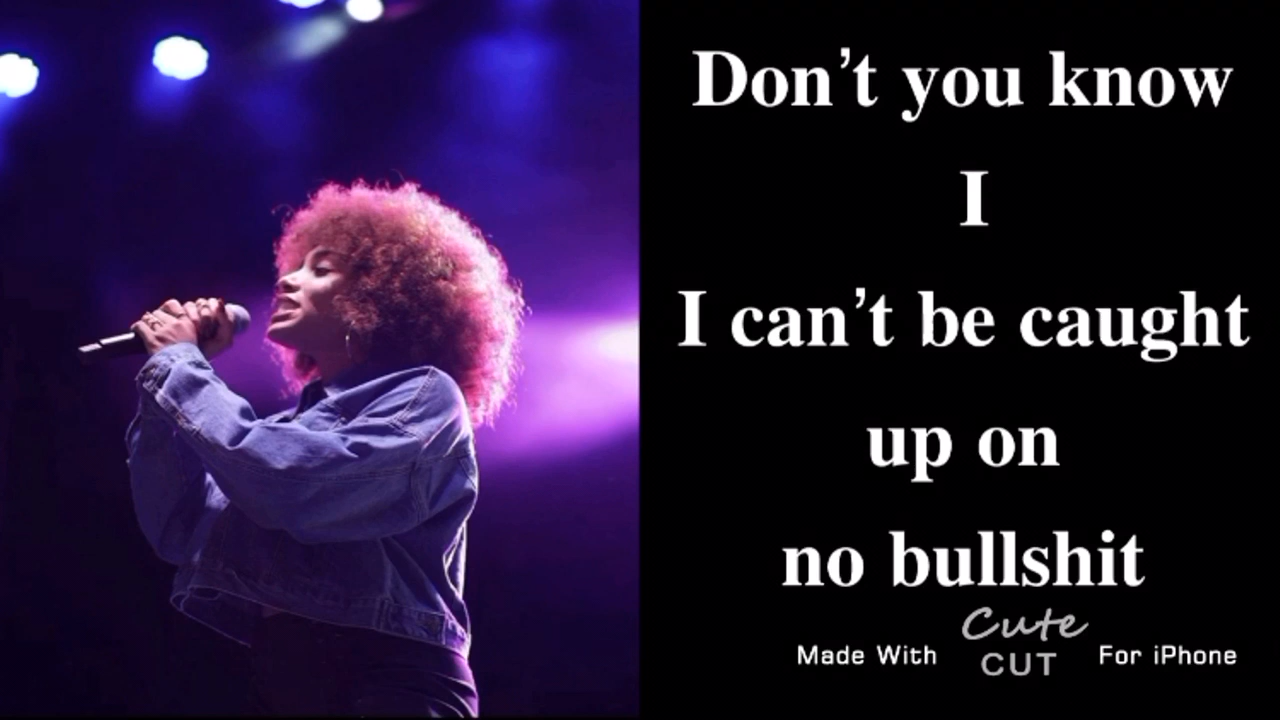 Don't you know
I
I can't be caught
up on
no bullshit
Made With Cute CUT For iPhone